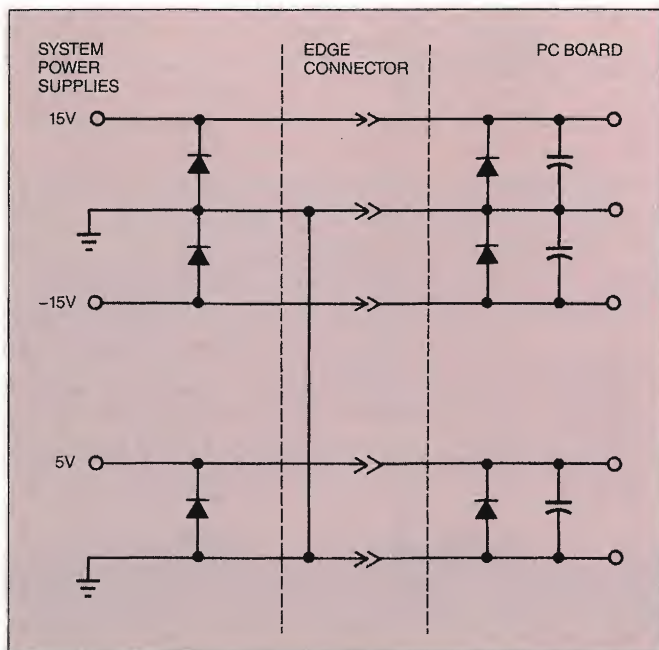 SYSTEM
POWER
SUPPLIES
EDGE
CONNECTOR
PC BOARD
15V
–15V
5V